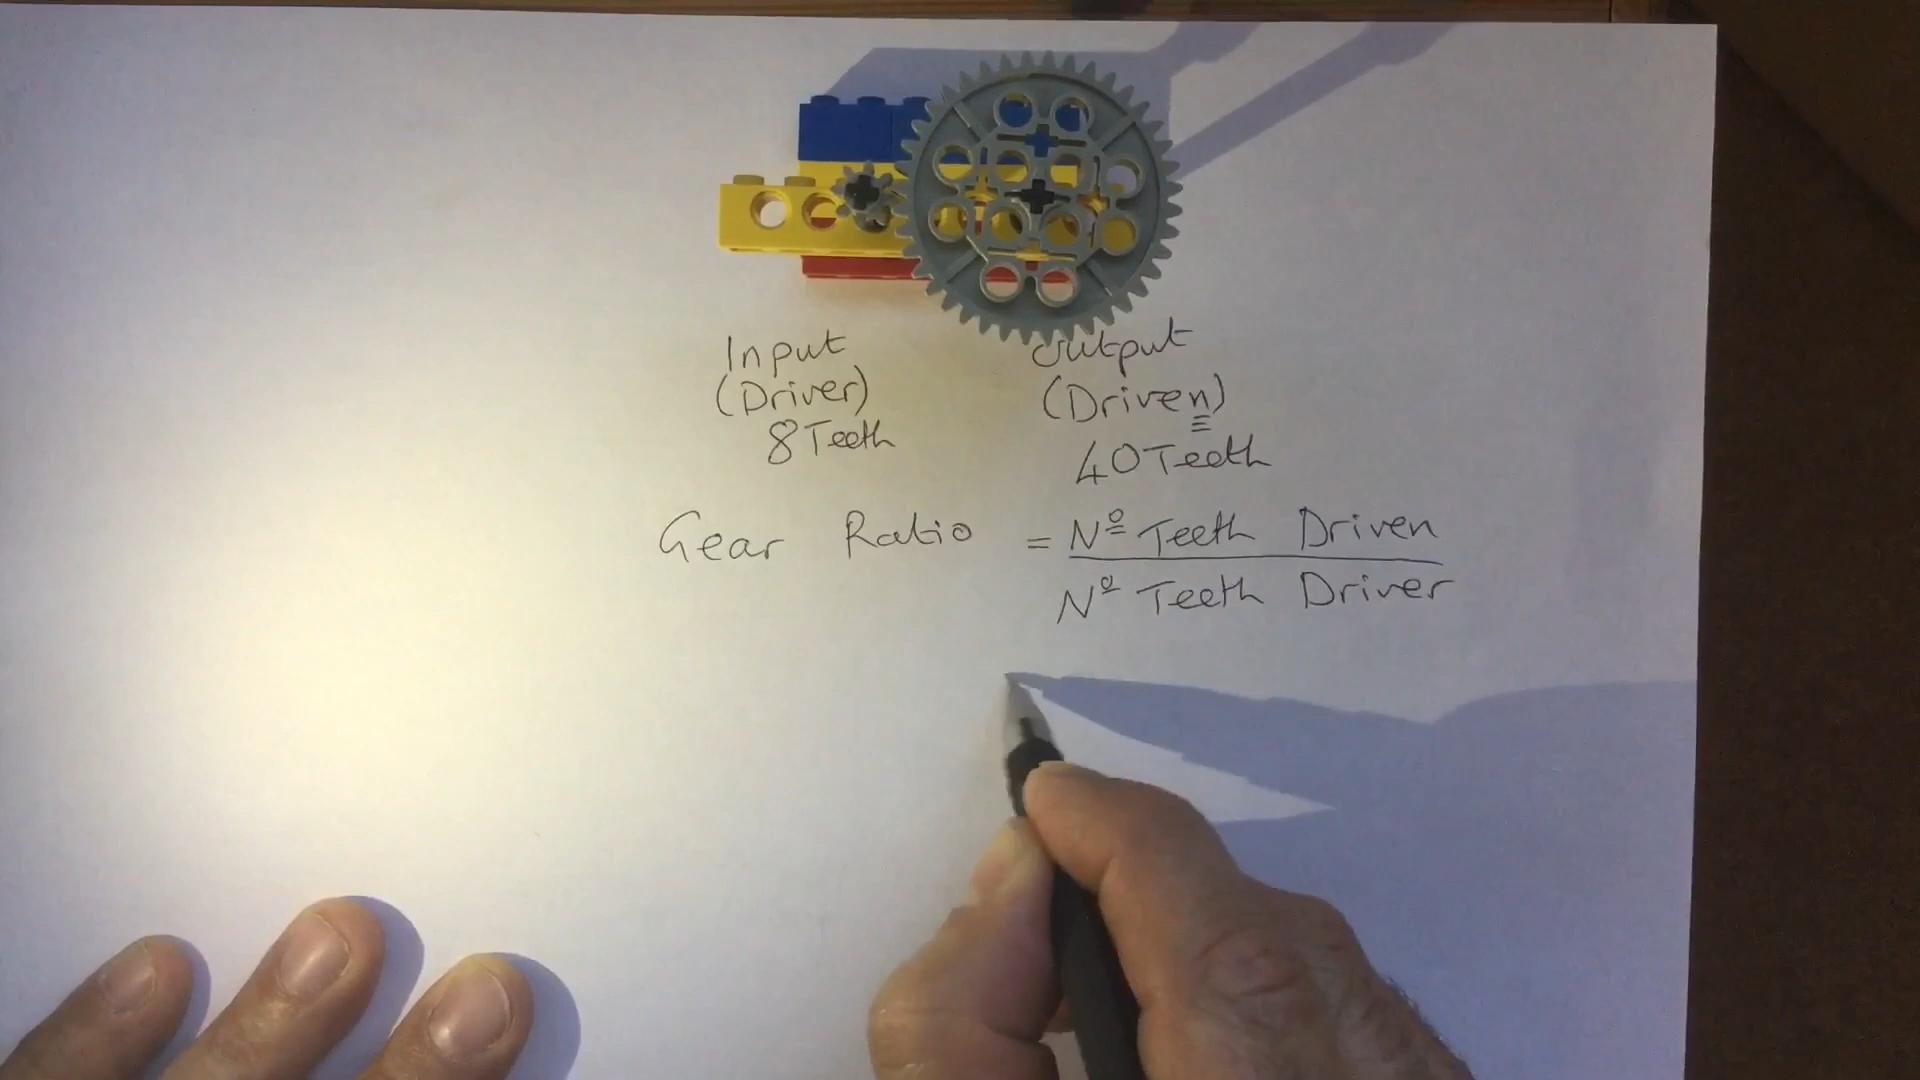 Input
(Driver)
8 Teeth
Output
(Driven)
40 Teeth
Gear Ratio = Nº Teeth Driven
Nº Teeth Driver